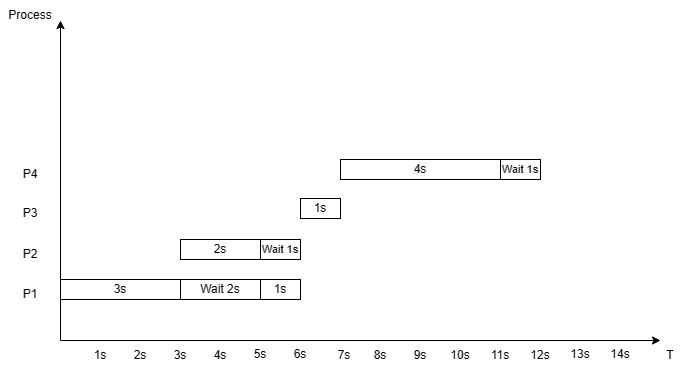 Process
P4 4s Wait 1s
P3 1s
P2 2s Wait 1s
P1 3s Wait 2s 1s
1s 2s 3s 4s 5s 6s 7s 8s 9s 10s 11s 12s 13s 14s T